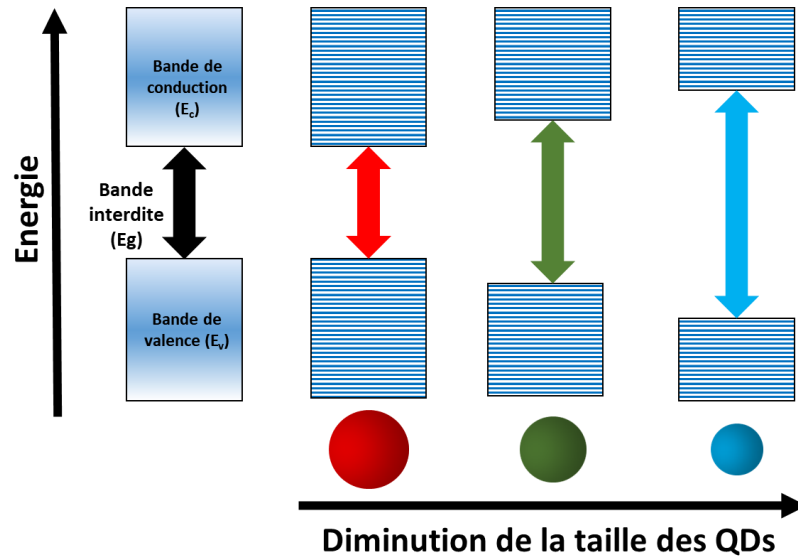 Energie
Bande de
conduction
(Ec)
Bande
interdite
(Eg)
Bande de
valence (Ev)
Diminution de la taille des QDs